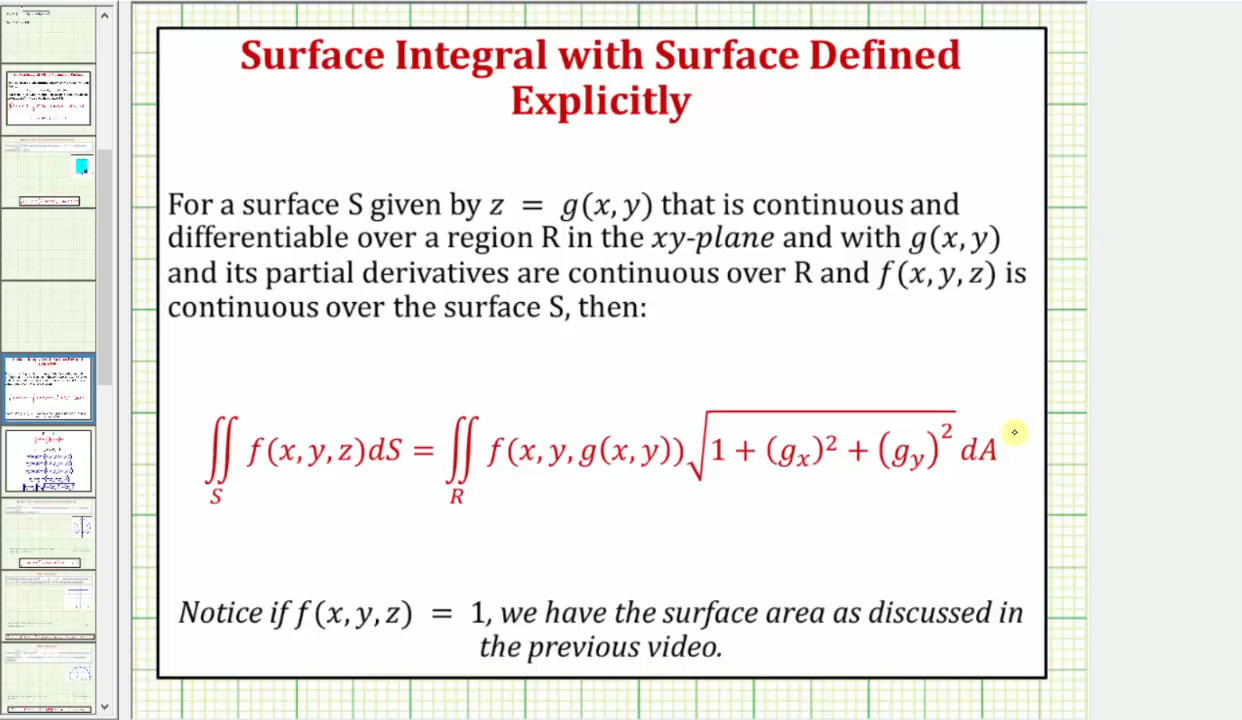 Surface Integral with Surface Defined
Explicitly
For a surface S given by z = g(x, y) that is continuous and
differentiable over a region R in the xy-plane and with g(x, y)
and its partial derivatives are continuous over R and f(x, y, z) is
continuous over the surface S, then:
∬_S f(x, y, z)dS = ∬_R f(x, y, g(x, y))√(1 + (g_x)² + (g_y)²) dA
Notice if f(x, y, z) = 1, we have the surface area as discussed in
the previous video.